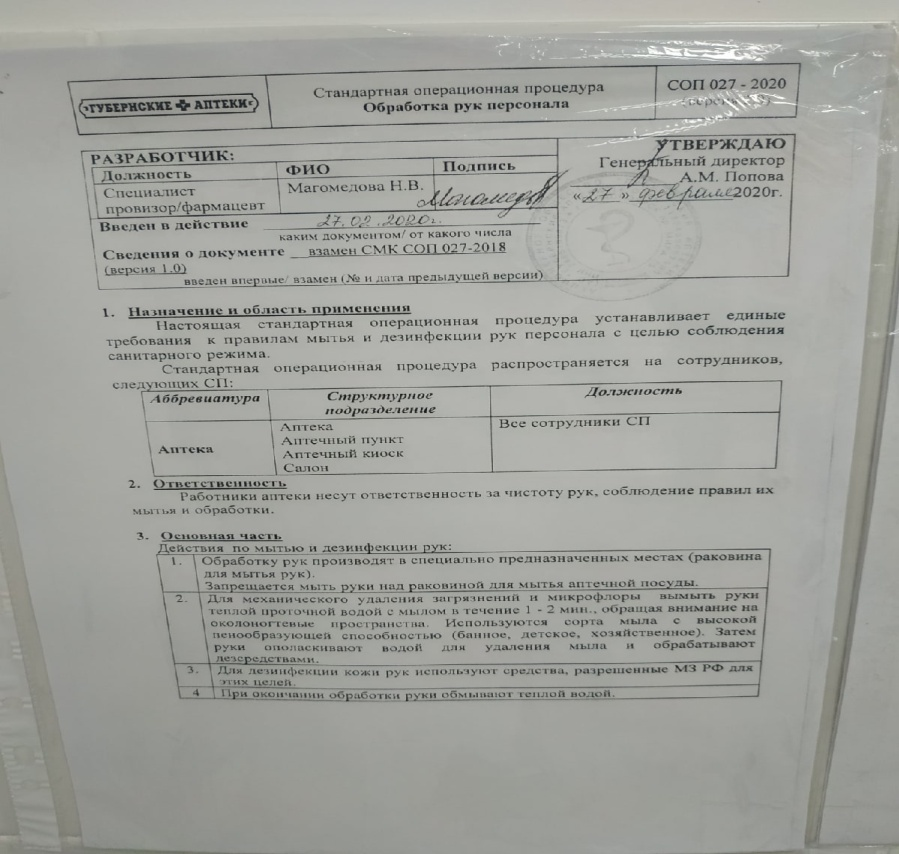 ГУБЕРНСКИЕ АПТЕКИ
Стандартная операционная процедура
Обработка рук персонала
СОП 027 - 2020
РАЗРАБОТЧИК:
Должность ФИО Подпись
Специалист провизор/фармацевт Магомедова Н.В.
УТВЕРЖДАЮ
Генеральный директор
А.М. Попова
«27» февраля 2020г.
Введен в действие 27.02.2020г.
каким документом/ от какого числа
Сведения о документе взамен СМК СОП 027-2018
(версия 1.0)
введен впервые/ взамен (№ и дата предыдущей версии)
1. Назначение и область применения
Настоящая стандартная операционная процедура устанавливает единые
требования к правилам мытья и дезинфекции рук персонала с целью соблюдения
санитарного режима.
Стандартная операционная процедура распространяется на сотрудников,
следующих СП:
Аббревиатура Структурное подразделение Должность
Аптека
Аптека
Аптечный пункт
Аптечный киоск
Салон
Все сотрудники СП
2. Ответственность
Работники аптеки несут ответственность за чистоту рук, соблюдение правил их
мытья и обработки.
3. Основная часть
Действия по мытью и дезинфекции рук:
1. Обработку рук производят в специально предназначенных местах (раковина
для мытья рук).
Запрещается мыть руки над раковиной для мытья аптечной посуды.
2. Для механического удаления загрязнений и микрофлоры вымыть руки
теплой проточной водой с мылом в течение 1 - 2 мин., обращая внимание на
околоногтевые пространства. Используются сорта мыла с высокой
пенообразующей способностью (банное, детское, хозяйственное). Затем
руки ополаскивают водой для удаления мыла и обрабатывают
дезсредствами.
3. Для дезинфекции кожи рук используют средства, разрешенные МЗ РФ для
этих целей.
4 При окончании обработки руки обмывают теплой водой.